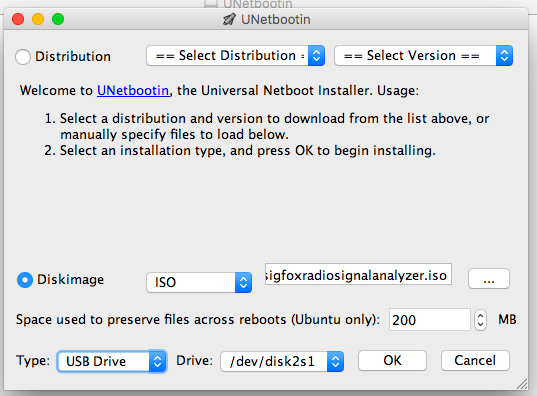 UNetbootin
UNetbootin
Distribution == Select Distribution = == Select Version ==
Welcome to UNetbootin, the Universal Netboot Installer. Usage:
1. Select a distribution and version to download from the list above, or
manually specify files to load below.
2. Select an installation type, and press OK to begin installing.
Diskimage ISO sigfoxradiosignalanalyzer.iso ...
Space used to preserve files across reboots (Ubuntu only): 200 MB
Type: USB Drive Drive: /dev/disk2s1 OK Cancel